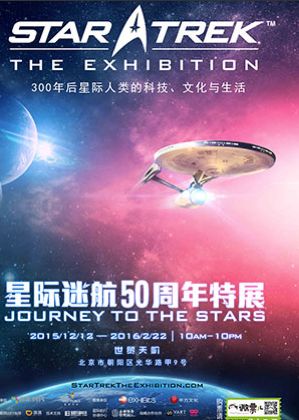 STAR TREK™
THE EXHIBITION
300年后星际人类的科技、文化与生活
星际迷航50周年特展
JOURNEY TO THE STARS
2015/12/12 — 2016/2/22 | 10AM-10PM
世贸天阶
北京市朝阳区光华路甲9号
STARTREKTHEEXHIBITION.COM